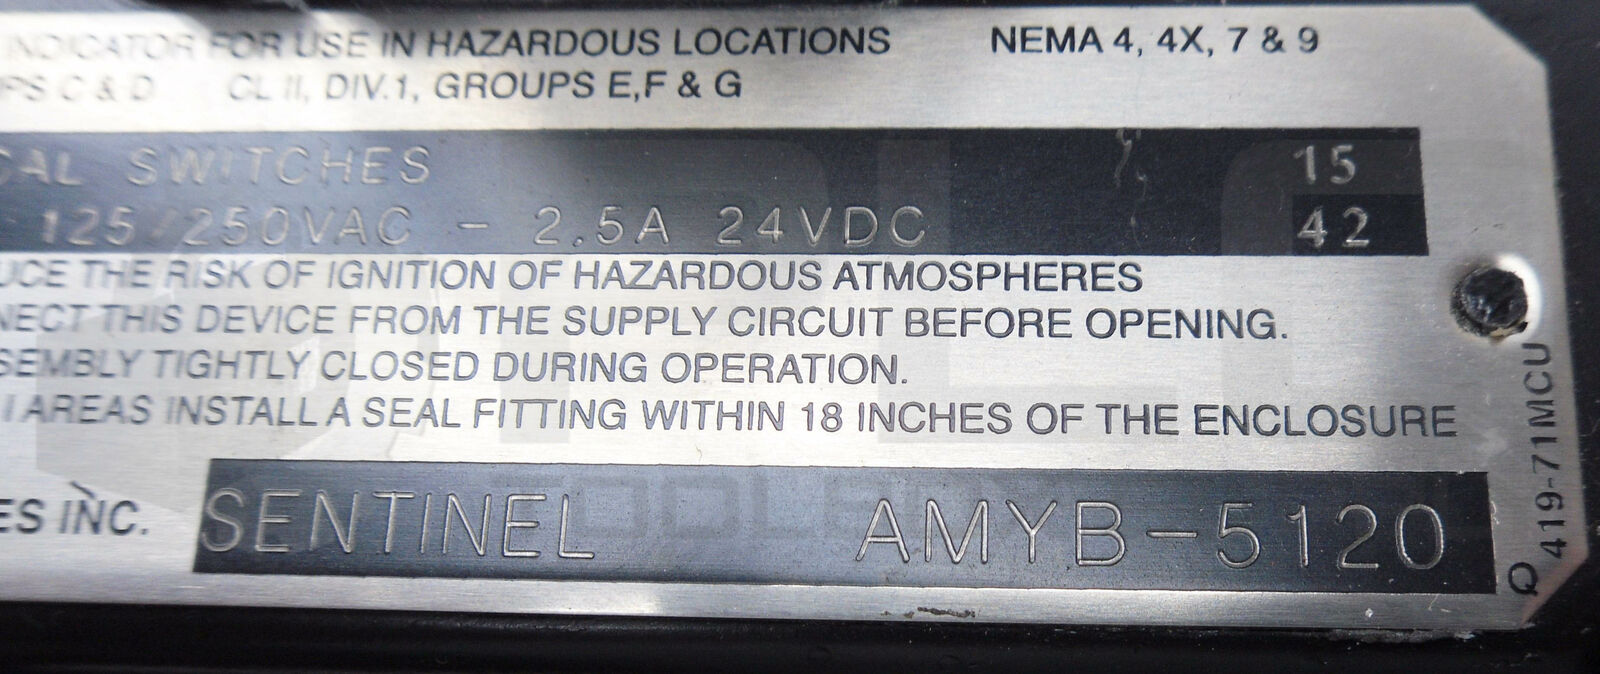 INDICATOR FOR USE IN HAZARDOUS LOCATIONS NEMA 4, 4X, 7 & 9
PS C & D CL II, DIV.1, GROUPS E,F & G
CAL SWITCHES 15
125/250VAC - 2.5A 24VDC 42
UCE THE RISK OF IGNITION OF HAZARDOUS ATMOSPHERES
NECT THIS DEVICE FROM THE SUPPLY CIRCUIT BEFORE OPENING.
SEMBLY TIGHTLY CLOSED DURING OPERATION.
I AREAS INSTALL A SEAL FITTING WITHIN 18 INCHES OF THE ENCLOSURE
ES INC. SENTINEL AMYB-5120
Q 419-71MCU